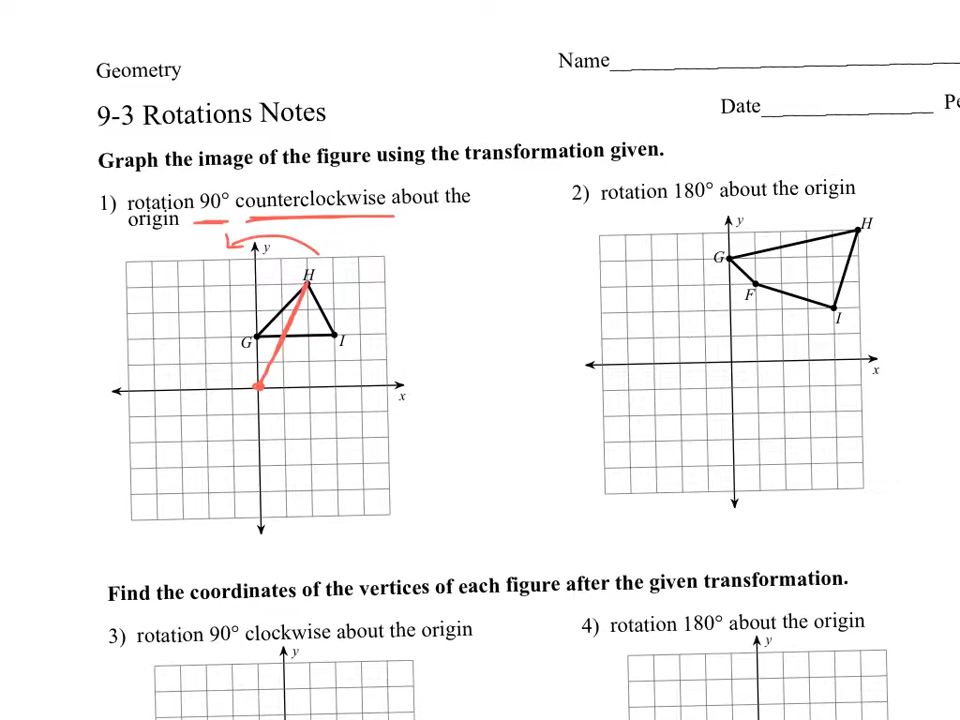 Geometry
Name
9-3 Rotations Notes
Date
Pe
Graph the image of the figure using the transformation given.
1) rotation 90° counterclockwise about the
origin
2) rotation 180° about the origin
y
H
G
I
x
y
H
G
F
I
x
Find the coordinates of the vertices of each figure after the given transformation.
3) rotation 90° clockwise about the origin
4) rotation 180° about the origin
y
y